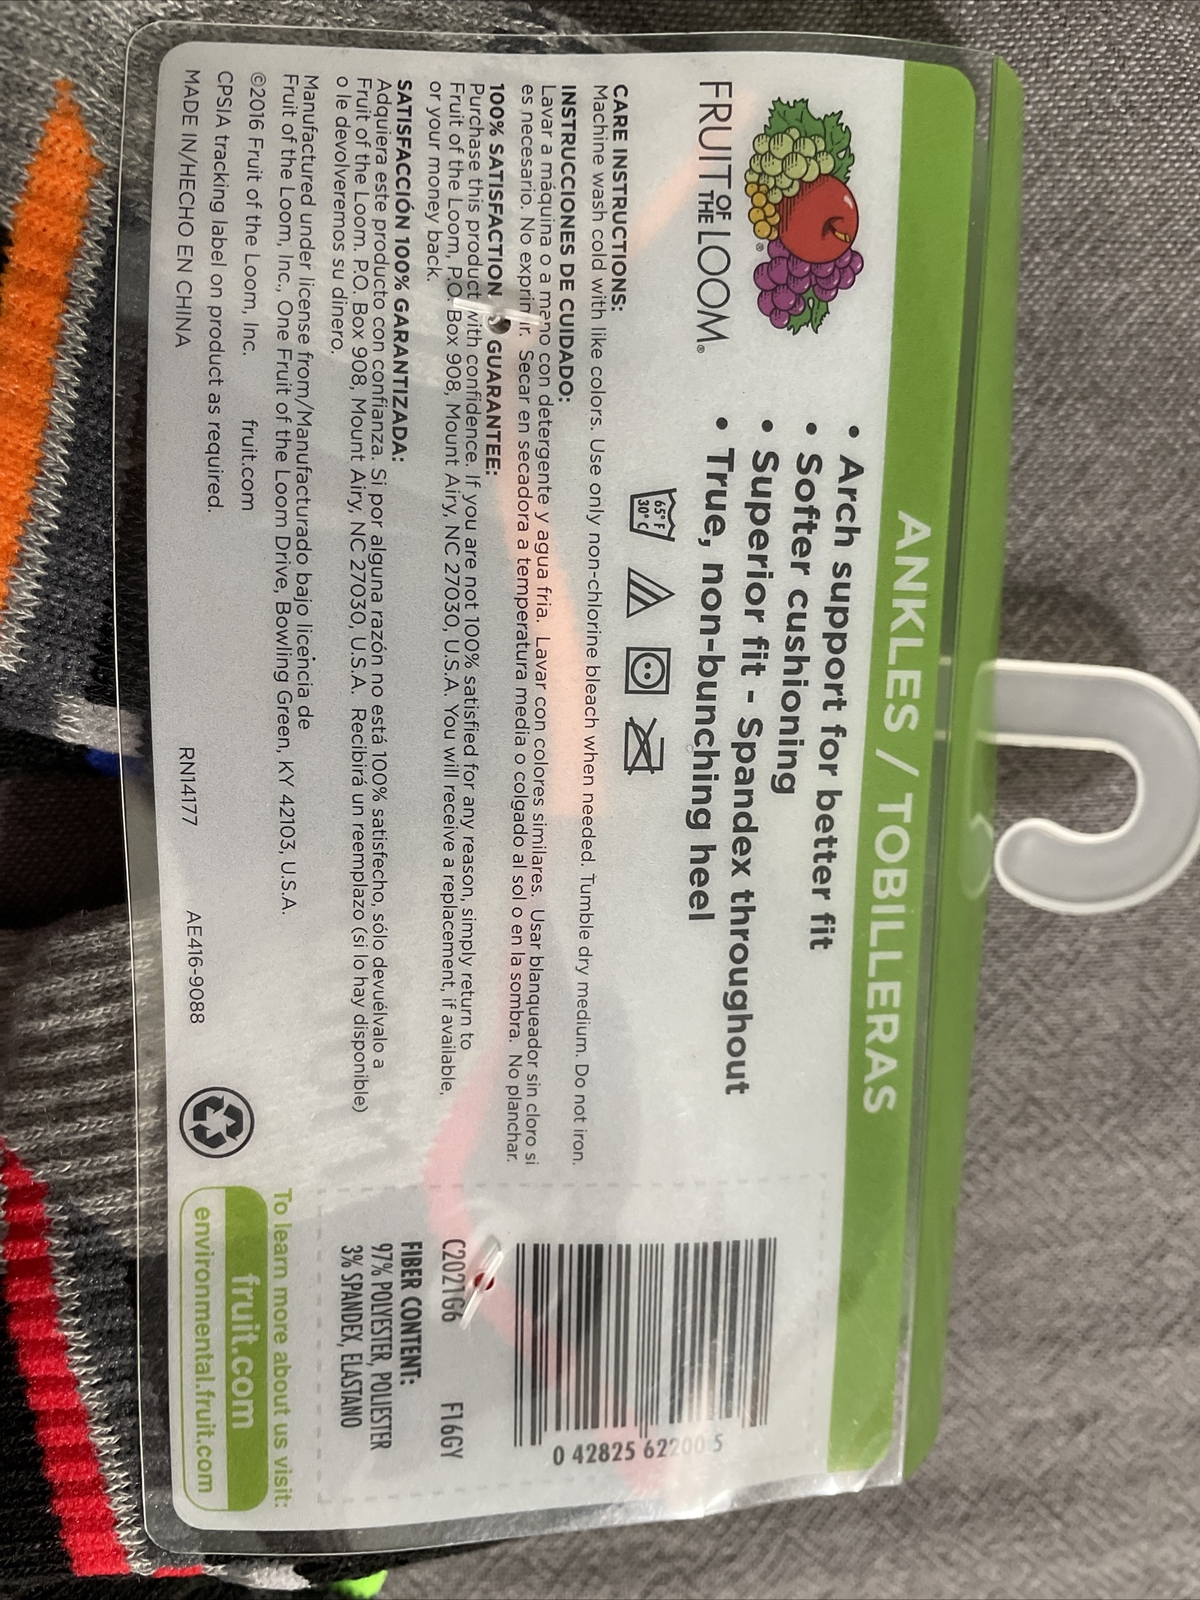 ANKLES / TOBILLERAS
FRUIT OF THE LOOM®
• Arch support for better fit
• Softer cushioning
• Superior fit - Spandex throughout
• True, non-bunching heel
65° F
30° C
CARE INSTRUCTIONS:
Machine wash cold with like colors. Use only non-chlorine bleach when needed. Tumble dry medium. Do not iron.
INSTRUCCIONES DE CUIDADO:
Lavar a máquina o a mano con detergente y agua fria. Lavar con colores similares. Usar blanqueador sin cloro si
es necesario. No exprimir. Secar en secadora a temperatura media o colgado al sol o en la sombra. No planchar.
100% SATISFACTION GUARANTEE:
Purchase this product with confidence. If you are not 100% satisfied for any reason, simply return to
Fruit of the Loom, P.O. Box 908, Mount Airy, NC 27030, U.S.A. You will receive a replacement, if available,
or your money back.
SATISFACCIÓN 100% GARANTIZADA:
Adquiera este producto con confianza. Si por alguna razón no está 100% satisfecho, sólo devuélvalo a
Fruit of the Loom, P.O. Box 908, Mount Airy, NC 27030, U.S.A. Recibirá un reemplazo (si lo hay disponible)
o le devolveremos su dinero.
Manufactured under license from/Manufacturado bajo licencia de
Fruit of the Loom, Inc., One Fruit of the Loom Drive, Bowling Green, KY 42103, U.S.A.
©2016 Fruit of the Loom, Inc. fruit.com
CPSIA tracking label on product as required.
MADE IN/HECHO EN CHINA RN14177 AE416-9088
0 42825 62200 5
C2021G6 F16GY
FIBER CONTENT:
97% POLYESTER, POLIESTER
3% SPANDEX, ELASTANO
To learn more about us visit:
fruit.com
environmental.fruit.com